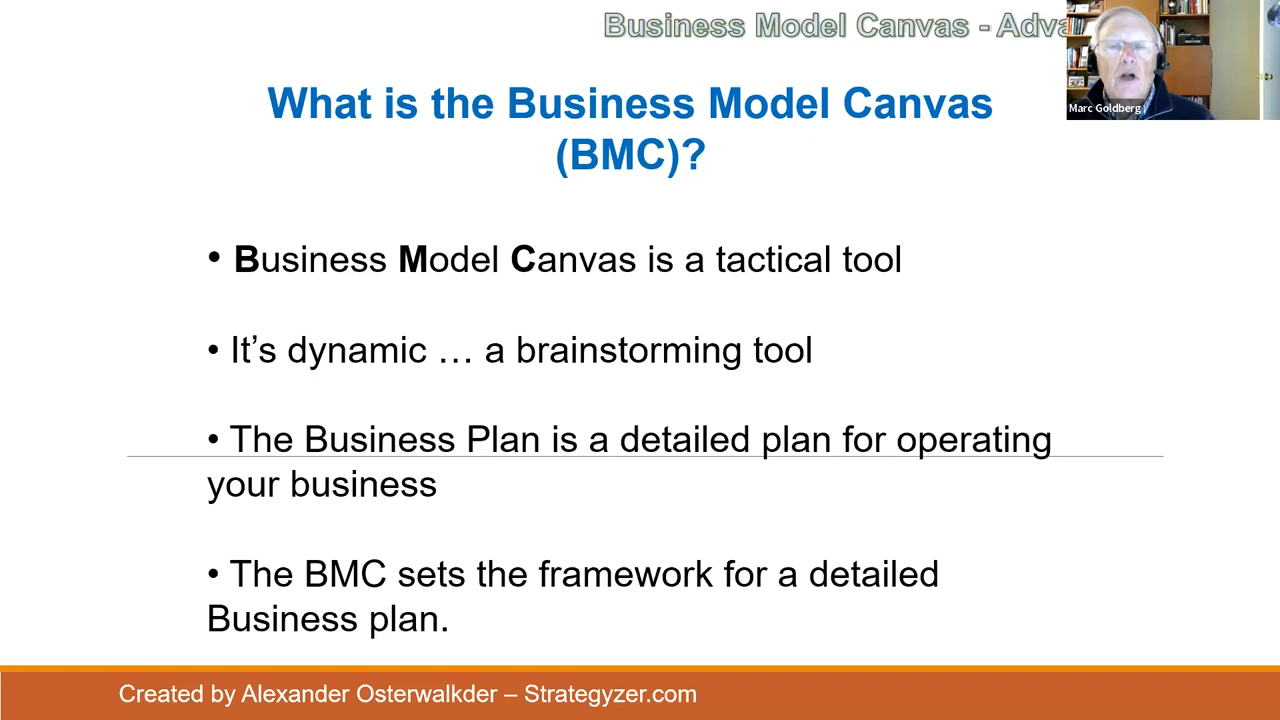 Business Model Canvas - Adva
Marc Goldberg
What is the Business Model Canvas
(BMC)?
• Business Model Canvas is a tactical tool
• It’s dynamic … a brainstorming tool
• The Business Plan is a detailed plan for operating
your business
• The BMC sets the framework for a detailed
Business plan.
Created by Alexander Osterwalkder – Strategyzer.com